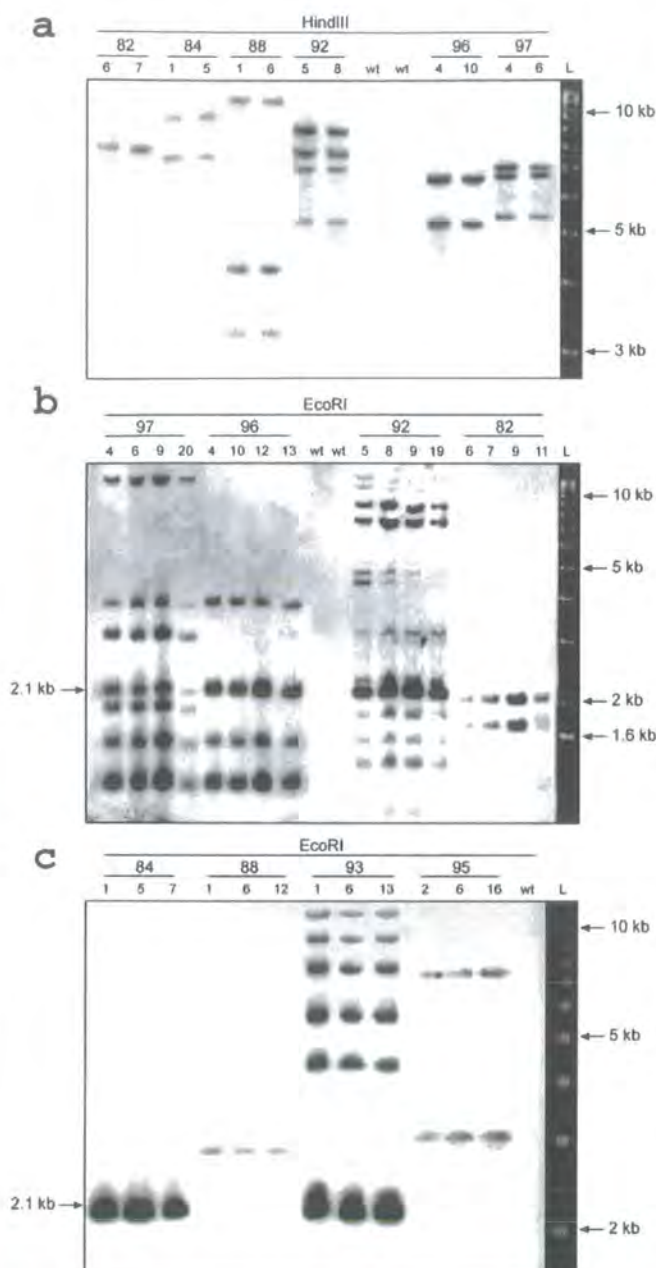 a
HindIII
82 84 88 92 96 97
6 7 1 5 1 6 5 8 wt wt 4 10 4 6 L
10 kb
5 kb
3 kb
b
EcoRI
97 96 92 82
4 6 9 20 4 10 12 13 wt wt 5 8 9 19 6 7 9 11 L
10 kb
5 kb
2.1 kb
2 kb
1.6 kb
c
EcoRI
84 88 93 95
1 5 7 1 6 12 1 6 13 2 6 16 wt L
10 kb
5 kb
2.1 kb
2 kb